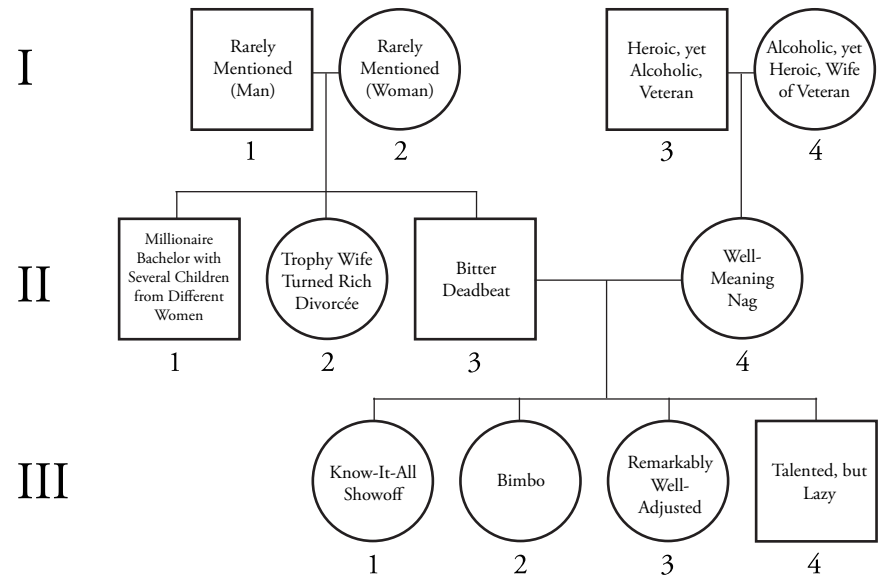 I
Rarely
Mentioned
(Man)
1
Rarely
Mentioned
(Woman)
2
Heroic, yet
Alcoholic,
Veteran
3
Alcoholic, yet
Heroic, Wife
of Veteran
4
II
Millionaire
Bachelor with
Several Children
from Different
Women
1
Trophy Wife
Turned Rich
Divorcée
2
Bitter
Deadbeat
3
Well-
Meaning
Nag
4
III
Know-It-All
Showoff
1
Bimbo
2
Remarkably
Well-
Adjusted
3
Talented, but
Lazy
4